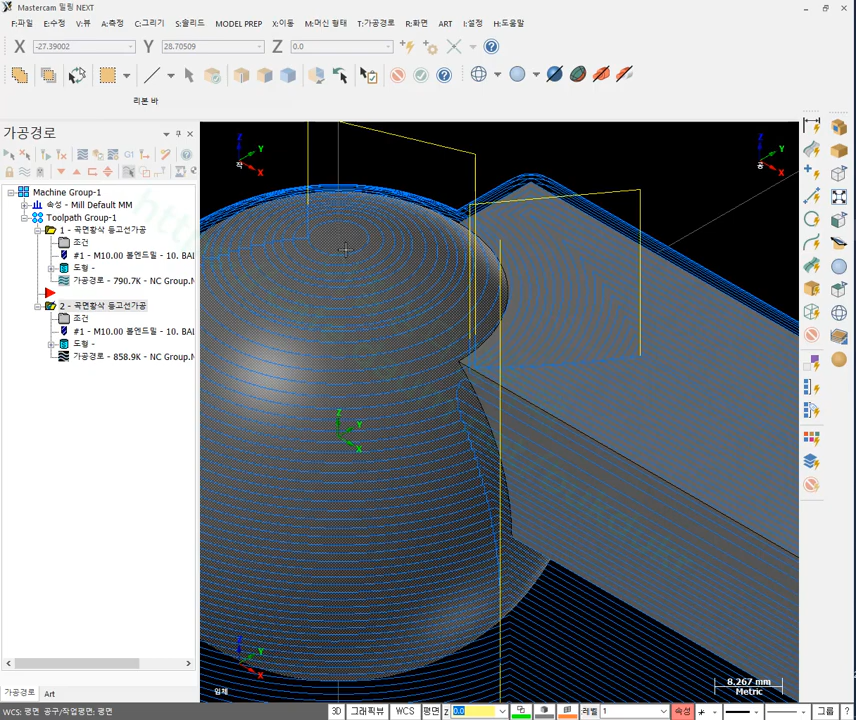 Mastercam 밀링 NEXT
F:파일 E:수정 V:뷰 A:측정 C:그리기 S:솔리드 MODEL PREP X:이동 M:머신 형태 T:가공경로 R:화면 ART I:설정 H:도움말
X -27.39002 Y 28.70509 Z 0.0
리본 바
가공경로
G1
Machine Group-1
속성 - Mill Default MM
Toolpath Group-1
1 - 곡면황삭 등고선가공
조건
#1 - M10.00 볼엔드밀 - 10. BAL
도형 -
가공경로 - 790.7K - NC Group.N
2 - 곡면황삭 등고선가공
조건
#1 - M10.00 볼엔드밀 - 10. BAL
도형 -
가공경로 - 858.9K - NC Group.N
Z Y X
Z Y X
Z
Y
X
Z Y X
입체
8.267 mm
Metric
가공경로 Art
WCS: 평면 공구/작업평면: 평면
3D 그래픽뷰 WCS 평면 Z 0.0 레벨 1 속성 그룹 ?